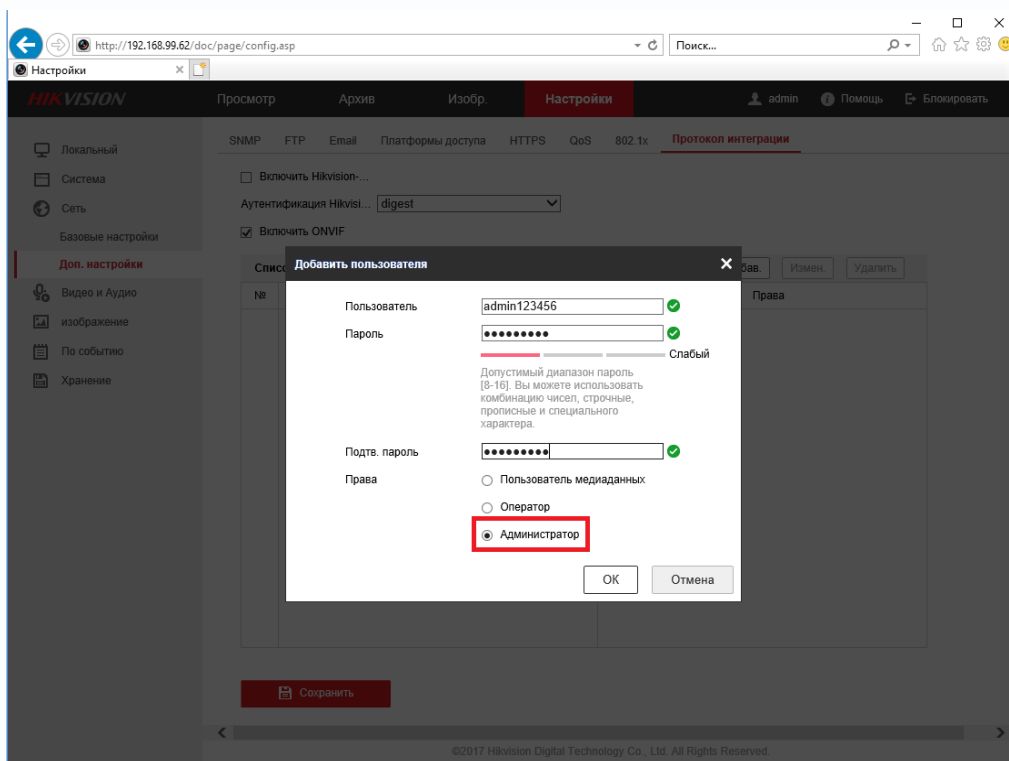 http://192.168.99.62/doc/page/config.asp
Поиск...
Настройки
HIKVISION
Просмотр
Архив
Изобр.
Настройки
admin
Помощь
Блокировать
Локальный
Система
Сеть
Базовые настройки
Доп. настройки
Видео и Аудио
изображение
По событию
Хранение
SNMP
FTP
Email
Платформы доступа
HTTPS
QoS
802.1x
Протокол интеграции
Включить Hikvision-...
Аутентификация Hikvisi...
digest
Включить ONVIF
Списо
бав.
Измен.
Удалить
№
Права
Добавить пользователя
Пользователь
admin123456
Пароль
Слабый
Допустимый диапазон пароль
[8-16]. Вы можете использовать
комбинацию чисел, строчные,
прописные и специального
характера.
Подтв. пароль
Права
Пользователь медиаданных
Оператор
Администратор
OK
Отмена
Сохранить
©2017 Hikvision Digital Technology Co., Ltd. All Rights Reserved.